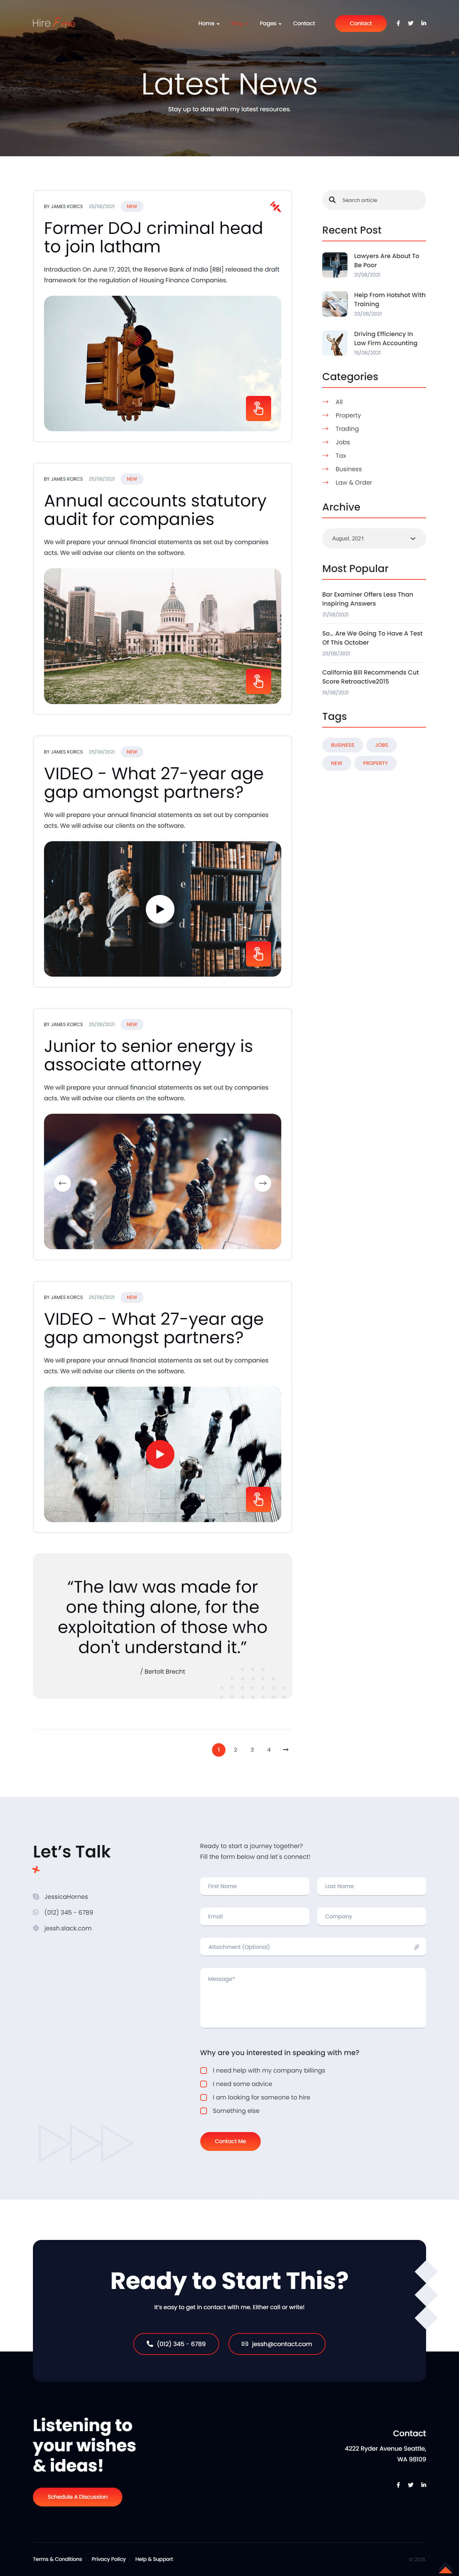 Hire
Home
Pages
Contact
Contact
Latest News
Stay up to date with my latest resources.
BY JAMES KORCS 25/08/2021 NEW
Former DOJ criminal head
to join latham
Introduction On June 17, 2021, the Reserve Bank of India [RBI] released the draft
framework for the regulation of Housing Finance Companies.
BY JAMES KORCS 25/08/2021 NEW
Annual accounts statutory
audit for companies
We will prepare your annual financial statements as set out by companies
acts. We will advise our clients on the software.
BY JAMES KORCS 25/08/2021 NEW
VIDEO - What 27-year age
gap amongst partners?
We will prepare your annual financial statements as set out by companies
acts. We will advise our clients on the software.
BY JAMES KORCS 25/08/2021 NEW
Junior to senior energy is
associate attorney
We will prepare your annual financial statements as set out by companies
acts. We will advise our clients on the software.
BY JAMES KORCS 25/08/2021 NEW
VIDEO - What 27-year age
gap amongst partners?
We will prepare your annual financial statements as set out by companies
acts. We will advise our clients on the software.
“The law was made for
one thing alone, for the
exploitation of those who
don't understand it.”
/ Bertolt Brecht
1 2 3 4
Search article
Recent Post
Lawyers Are About To
Be Poor
21/08/2021
Help From Hotshot With
Training
20/08/2021
Driving Efficiency In
Law Firm Accounting
19/08/2021
Categories
All
Property
Trading
Jobs
Tax
Business
Law & Order
Archive
August, 2021
Most Popular
Bar Examiner Offers Less Than
Inspiring Answers
21/08/2021
So... Are We Going To Have A Test
Of This October
20/08/2021
California Bill Recommends Cut
Score Retroactive2015
19/08/2021
Tags
BUSINESS JOBS
NEW PROPERTY
Let’s Talk
JessicaHornes
(012) 345 - 6789
jessh.slack.com
Ready to start a journey together?
Fill the form below and let's connect!
First Name Last Name
Email Company
Attachment (Optional)
Message*
Why are you interested in speaking with me?
I need help with my company billings
I need some advice
I am looking for someone to hire
Something else
Contact Me
Ready to Start This?
It's easy to get in contact with me. Either call or write!
(012) 345 - 6789 jessh@contact.com
Listening to
your wishes
& ideas!
Schedule A Discussion
Contact
4222 Ryder Avenue Seattle,
WA 98109
Terms & Conditions Privacy Policy Help & Support